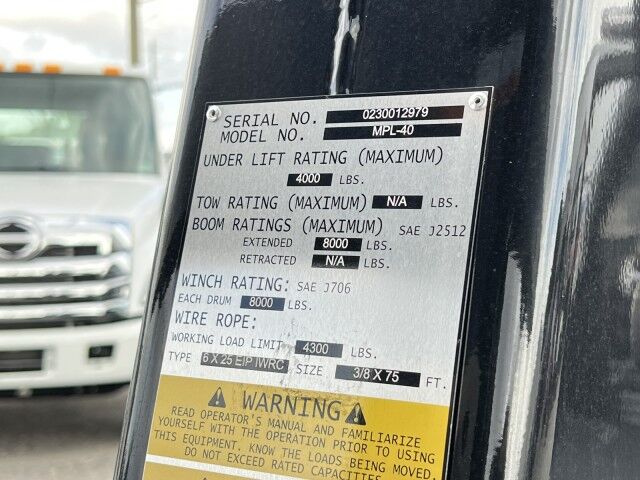 SERIAL NO. 0230012979
MODEL NO. MPL-40
UNDER LIFT RATING (MAXIMUM)
4000 LBS.
TOW RATING (MAXIMUM) N/A LBS.
BOOM RATINGS (MAXIMUM) SAE J2512
EXTENDED 8000 LBS.
RETRACTED N/A LBS.
WINCH RATING: SAE J706
EACH DRUM 8000 LBS.
WIRE ROPE:
WORKING LOAD LIMIT 4300 LBS.
TYPE 6 X 25 EIP IWRC SIZE 3/8 X 75 FT.
WARNING
READ OPERATOR'S MANUAL AND FAMILIARIZE
YOURSELF WITH THE OPERATION PRIOR TO USING
THIS EQUIPMENT. KNOW THE LOADS BEING MOVED.
DO NOT EXCEED RATED CAPACITIES